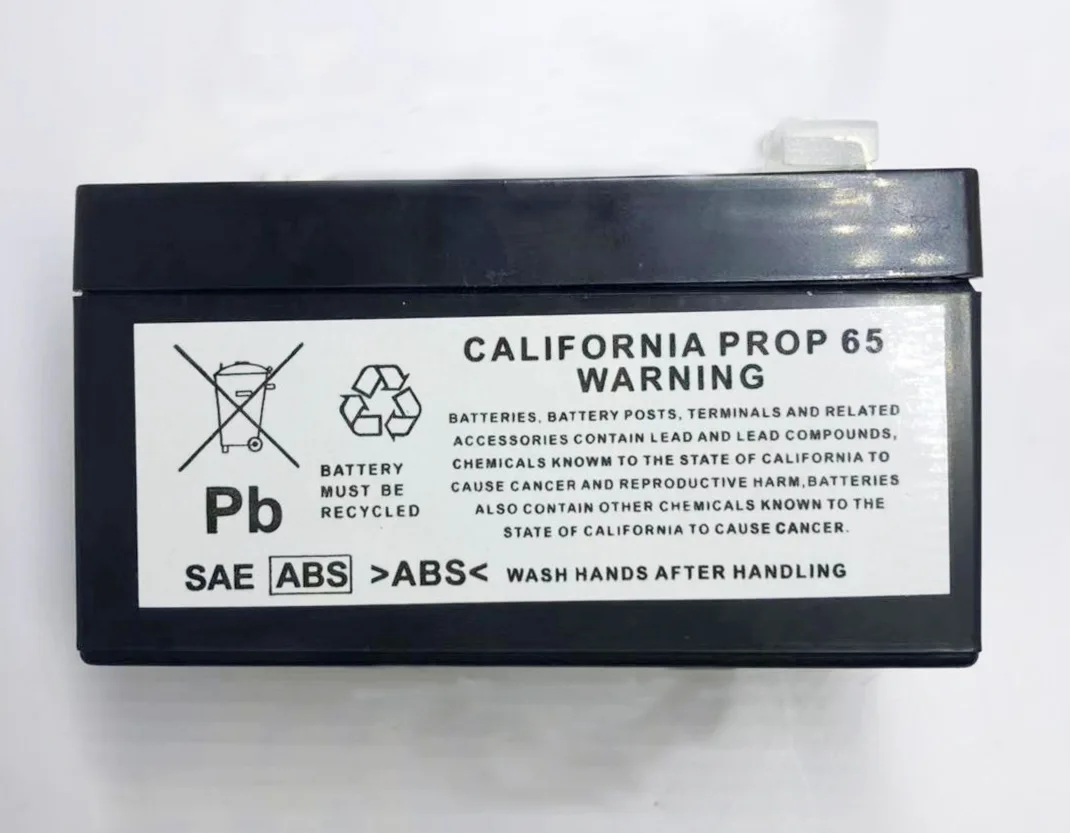 CALIFORNIA PROP 65
WARNING
BATTERIES, BATTERY POSTS, TERMINALS AND RELATED
ACCESSORIES CONTAIN LEAD AND LEAD COMPOUNDS,
CHEMICALS KNOWM TO THE STATE OF CALIFORNIA TO
CAUSE CANCER AND REPRODUCTIVE HARM,BATTERIES
ALSO CONTAIN OTHER CHEMICALS KNOWN TO THE
STATE OF CALIFORNIA TO CAUSE CANCER.
Pb
BATTERY
MUST BE
RECYCLED
SAE ABS >ABS< WASH HANDS AFTER HANDLING